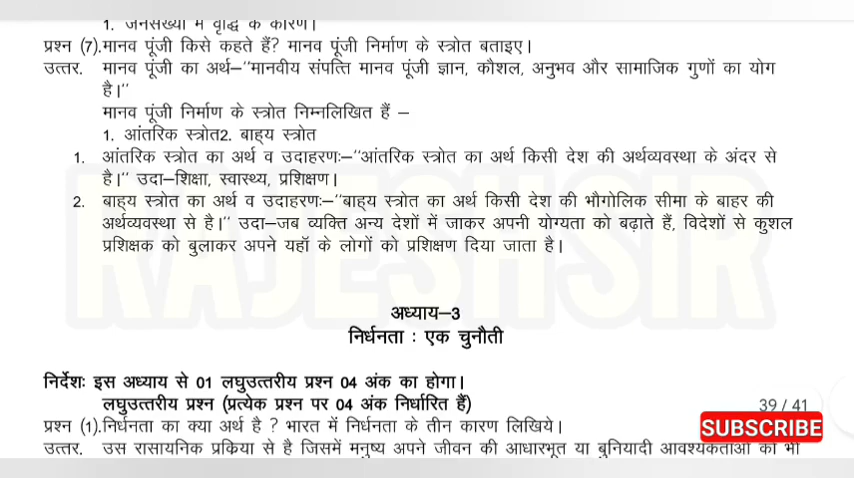 1. जनसंख्या में वृद्धि के कारण।
प्रश्न (7). मानव पूंजी किसे कहते हैं? मानव पूंजी निर्माण के स्त्रोत बताइए।
उत्तर. मानव पूंजी का अर्थ–"मानवीय संपत्ति मानव पूंजी ज्ञान, कौशल, अनुभव और सामाजिक गुणों का योग
है।"
मानव पूंजी निर्माण के स्त्रोत निम्नलिखित हैं –
1. आंतरिक स्त्रोत2. बाह्य स्त्रोत
1. आंतरिक स्त्रोत का अर्थ व उदाहरणः–"आंतरिक स्त्रोत का अर्थ किसी देश की अर्थव्यवस्था के अंदर से
है।" उदा–शिक्षा, स्वास्थ्य, प्रशिक्षण।
2. बाह्य स्त्रोत का अर्थ व उदाहरणः–"बाह्य स्त्रोत का अर्थ किसी देश की भौगोलिक सीमा के बाहर की
अर्थव्यवस्था से है।" उदा–जब व्यक्ति अन्य देशों में जाकर अपनी योग्यता को बढ़ाते हैं, विदेशों से कुशल
प्रशिक्षक को बुलाकर अपने यहॉ के लोगों को प्रशिक्षण दिया जाता है।
RAJESH SIR
अध्याय–3
निर्धनता : एक चुनौती
निर्देशः इस अध्याय से 01 लघुउत्तरीय प्रश्न 04 अंक का होगा।
लघुउत्तरीय प्रश्न (प्रत्येक प्रश्न पर 04 अंक निर्धारित हैं)
39 / 41
प्रश्न (1). निर्धनता का क्या अर्थ है ? भारत में निर्धनता के तीन कारण लिखिये।
SUBSCRIBE
उत्तर. उस रासायनिक प्रकिया से है जिसमें मनुष्य अपने जीवन की आधारभूत या बुनियादी आवश्यकताओं को भी